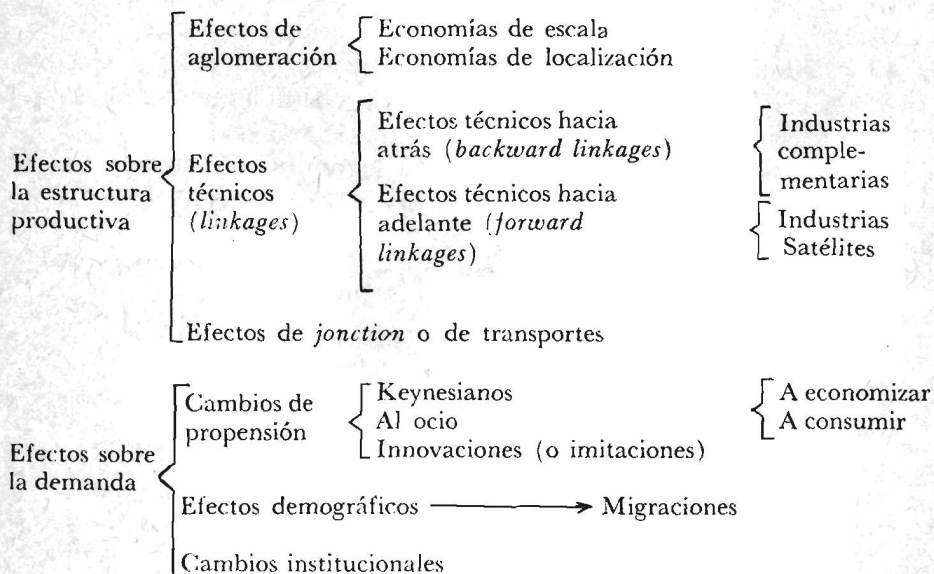 Efectos sobre
la estructura
productiva
Efectos de
aglomeración
Economías de escala
Economías de localización
Efectos
técnicos
(linkages)
Efectos técnicos hacia
atrás (backward linkages)
Industrias
comple-
mentarias
Efectos técnicos hacia
adelante (forward
linkages)
Industrias
Satélites
Efectos de jonction o de transportes
Efectos sobre
la demanda
Cambios de
propensión
Keynesianos
Al ocio
Innovaciones (o imitaciones)
A economizar
A consumir
Efectos demográficos
Migraciones
Cambios institucionales